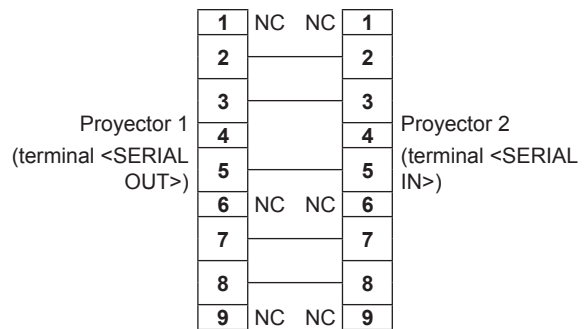 1 NC NC 1
2 2
3 3
Proyector 1
(terminal <SERIAL
OUT>)
4 4
Proyector 2
(terminal <SERIAL
IN>)
5 5
6 NC NC 6
7 7
8 8
9 NC NC 9